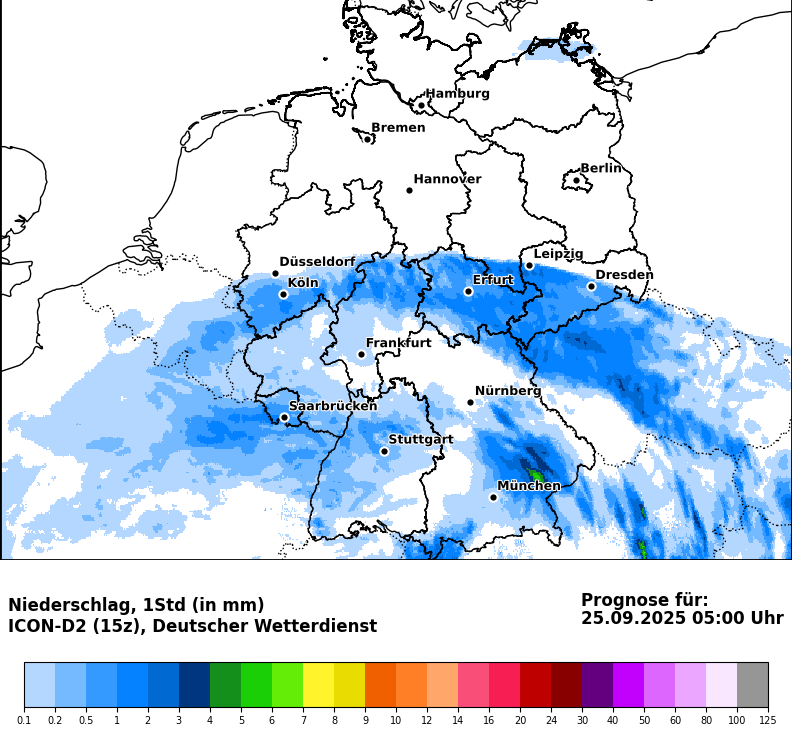 Hamburg
Bremen
Berlin
Hannover
Leipzig
Düsseldorf
Dresden
Köln
Erfurt
Frankfurt
Nürnberg
Saarbrücken
Stuttgart
München
Niederschlag, 1Std (in mm)
ICON-D2 (15z), Deutscher Wetterdienst
Prognose für:
25.09.2025 05:00 Uhr
0.1 0.2 0.5 1 2 3 4 5 6 7 8 9 10 12 14 16 20 24 30 40 50 60 80 100 125